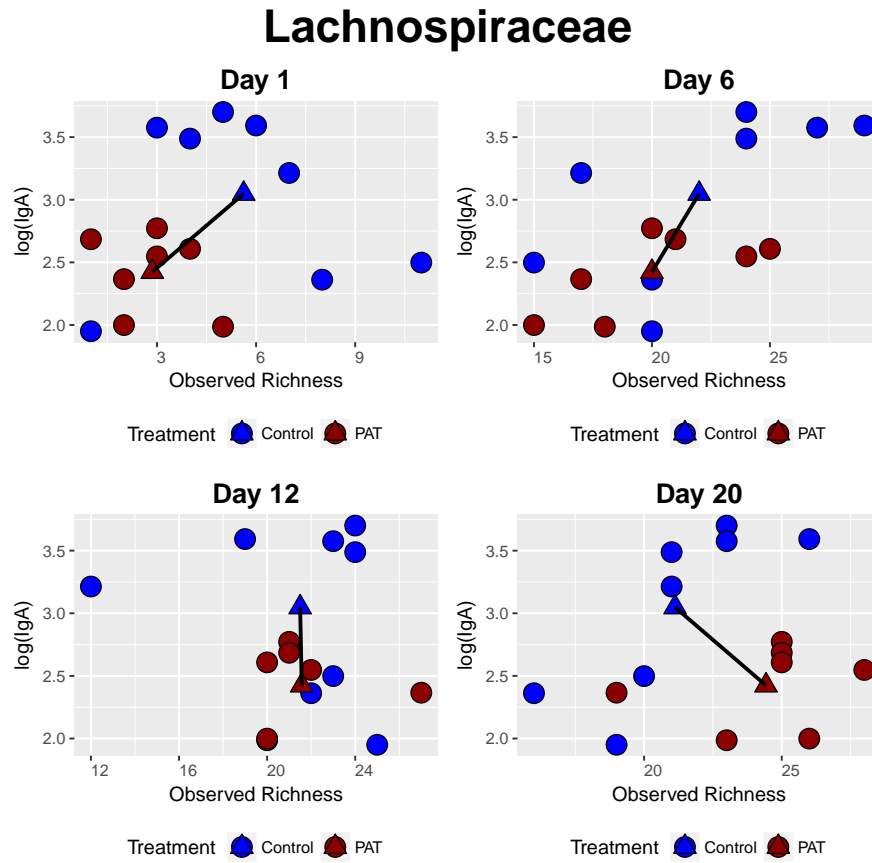 Lachnospiraceae
Day 1
3.5
3.0
2.5
2.0
log(IgA)
3
6
9
Observed Richness
Treatment Control PAT
Day 6
3.5
3.0
2.5
2.0
log(IgA)
15
20
25
Observed Richness
Treatment Control PAT
Day 12
3.5
3.0
2.5
2.0
log(IgA)
12
16
20
24
Observed Richness
Treatment Control PAT
Day 20
3.5
3.0
2.5
2.0
log(IgA)
20
25
Observed Richness
Treatment Control PAT